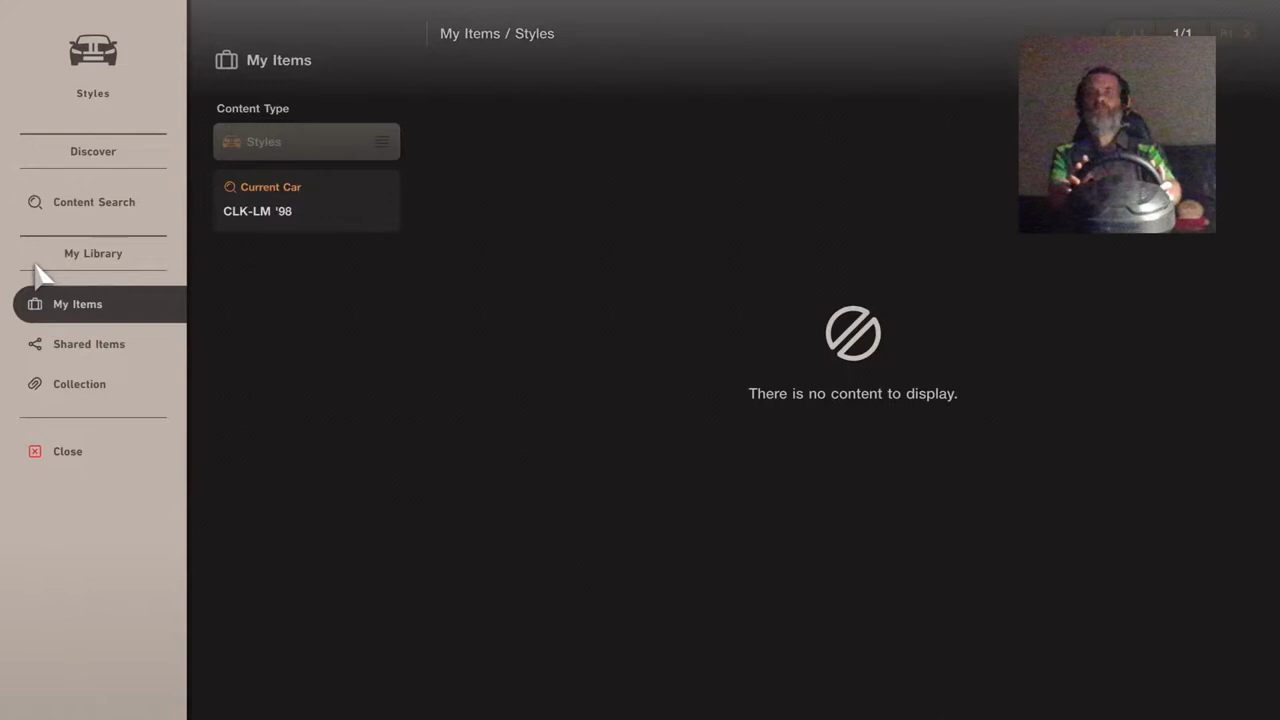 Styles
Discover
Content Search
My Library
My Items
Shared Items
Collection
Close
My Items
Content Type
Styles
Current Car
CLK-LM '98
My Items / Styles
1/1
There is no content to display.